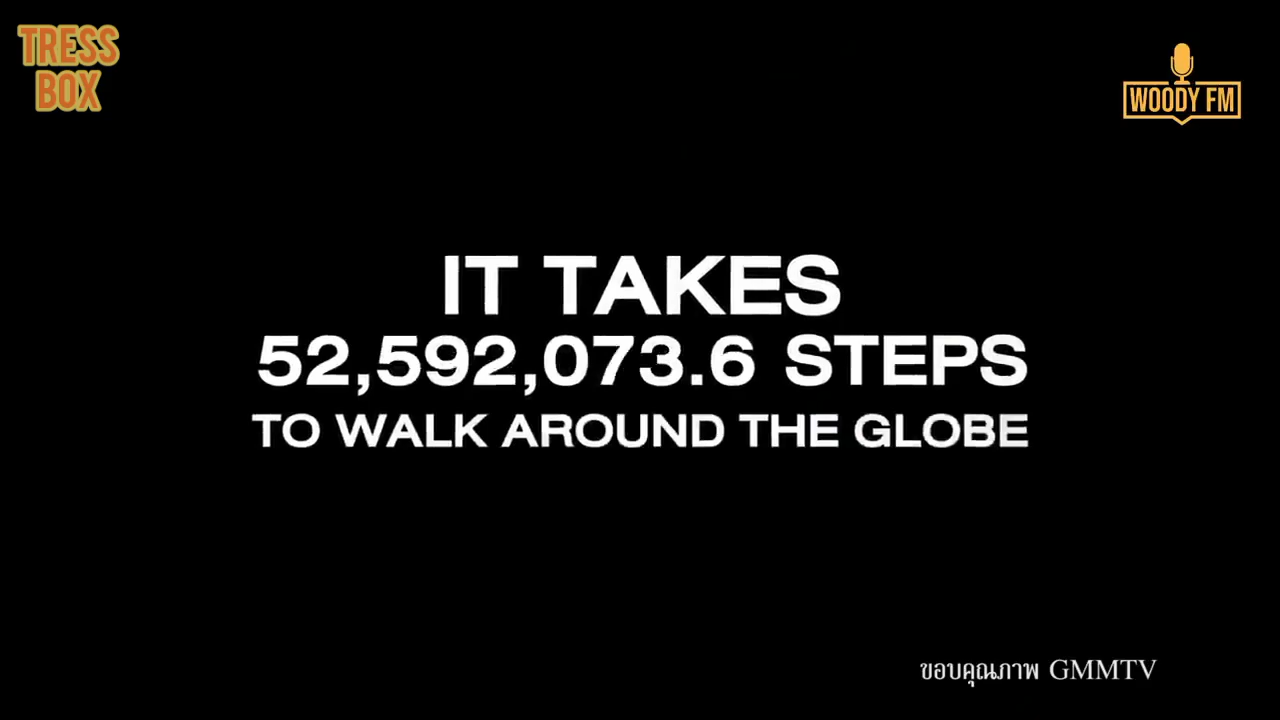 TRESS
BOX
WOODY FM
IT TAKES
52,592,073.6 STEPS
TO WALK AROUND THE GLOBE
ขอบคุณภาพ GMMTV